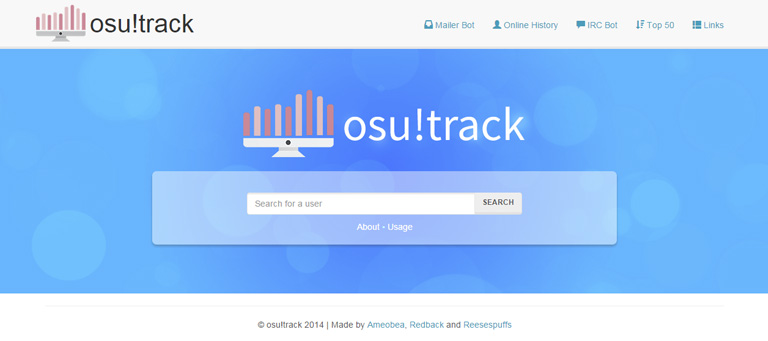 osu!track Mailer Bot Online History IRC Bot Top 50 Links
osu!track
Search for a user SEARCH
About • Usage
© osu!track 2014 | Made by Ameobea, Redback and Reesespuffs